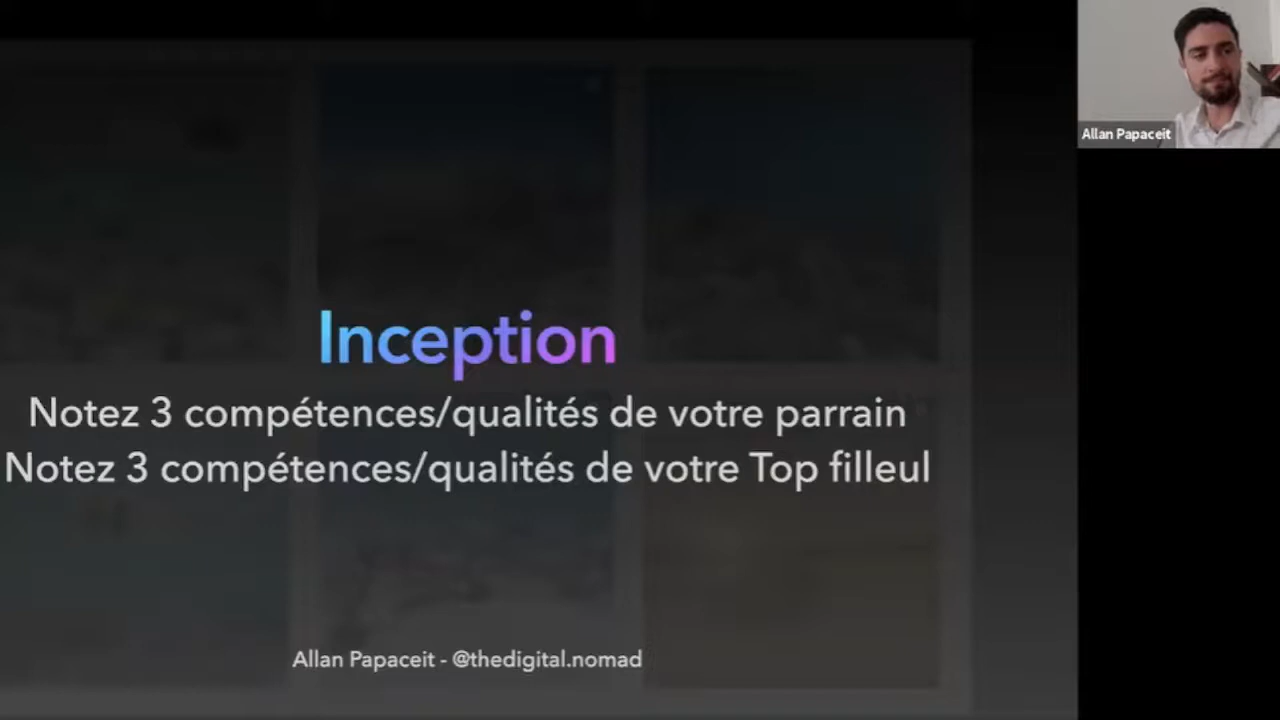 Inception
Notez 3 compétences/qualités de votre parrain
Notez 3 compétences/qualités de votre Top filleul
Allan Papaceit - @thedigital.nomad
Allan Papaceit